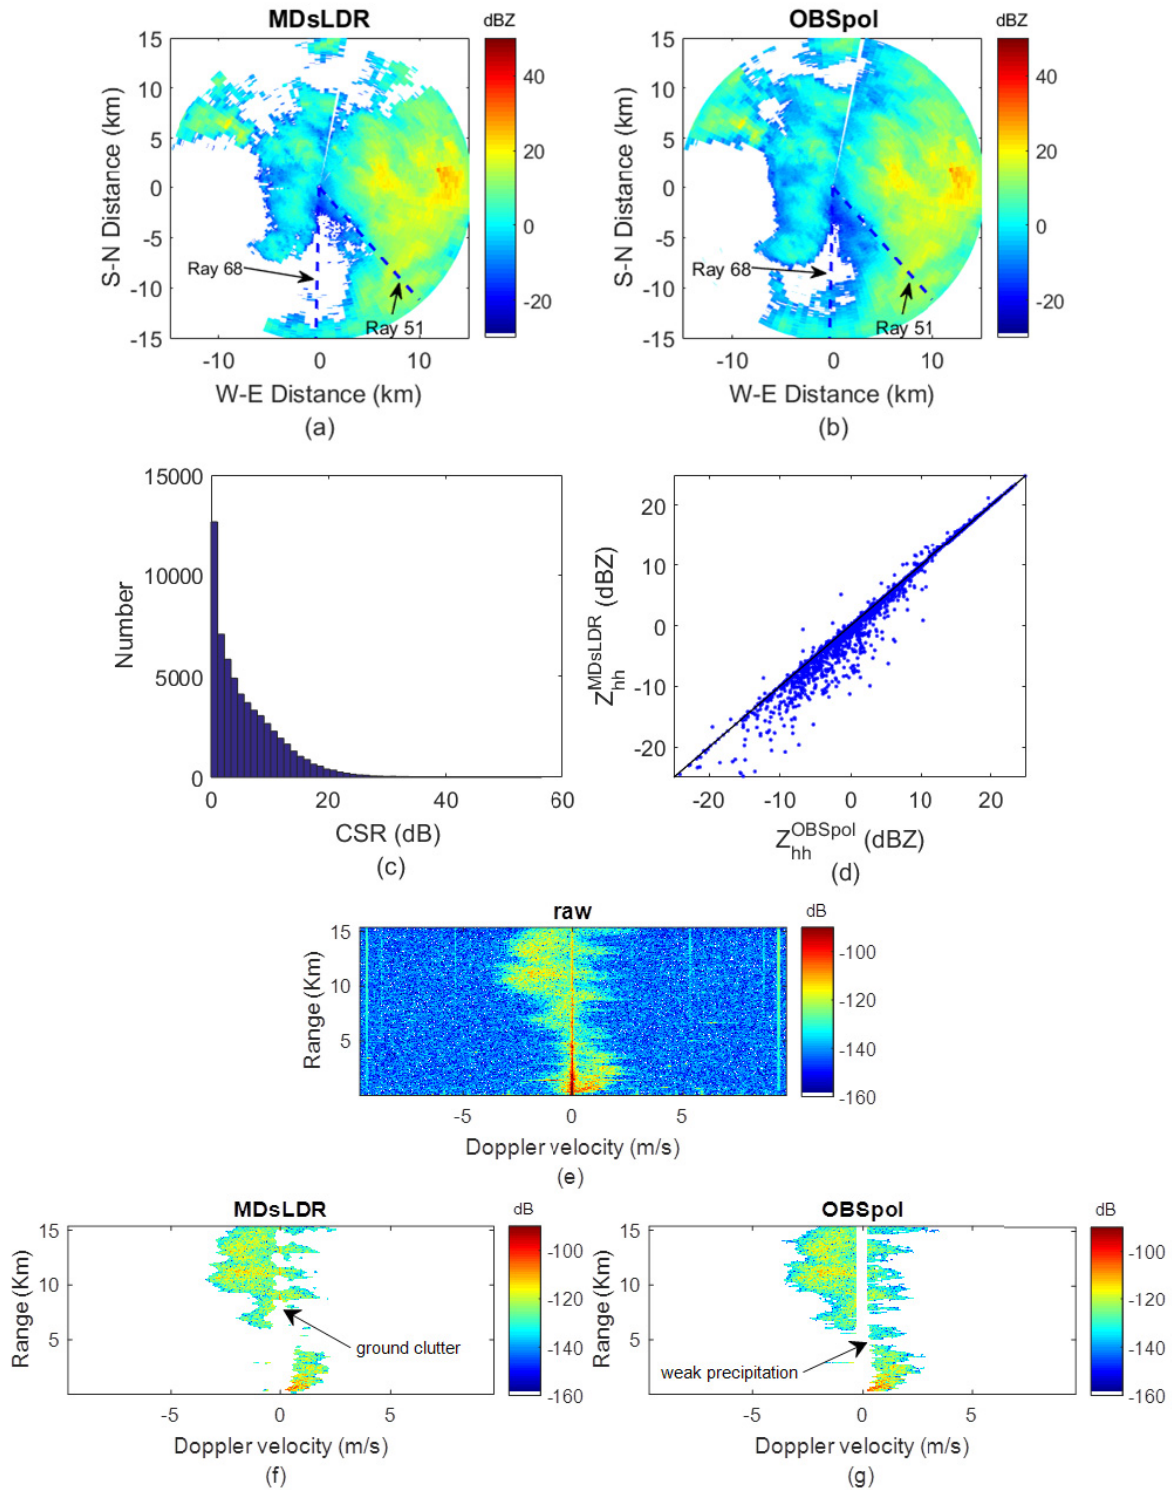 MDsLDR
dBZ
OBSpol
dBZ
15
10
5
0
-5
-10
-15
S-N Distance (km)
Ray 68
Ray 51
-10
0
10
W-E Distance (km)
(a)
40
20
0
-20
15
10
5
0
-5
-10
-15
S-N Distance (km)
Ray 68
Ray 51
-10
0
10
W-E Distance (km)
(b)
40
20
0
-20
15000
10000
5000
0
Number
0
20
40
60
CSR (dB)
(c)
20
10
0
-10
-20
Z_hh^MDsLDR (dBZ)
-20
-10
0
10
20
Z_hh^OBSpol (dBZ)
(d)
raw
dB
15
10
5
Range (Km)
-5
0
5
Doppler velocity (m/s)
(e)
-100
-120
-140
-160
MDsLDR
dB
15
10
5
Range (Km)
ground clutter
-5
0
5
Doppler velocity (m/s)
(f)
-100
-120
-140
-160
OBSpol
dB
15
10
5
Range (Km)
weak precipitation
-5
0
5
Doppler velocity (m/s)
(g)
-100
-120
-140
-160